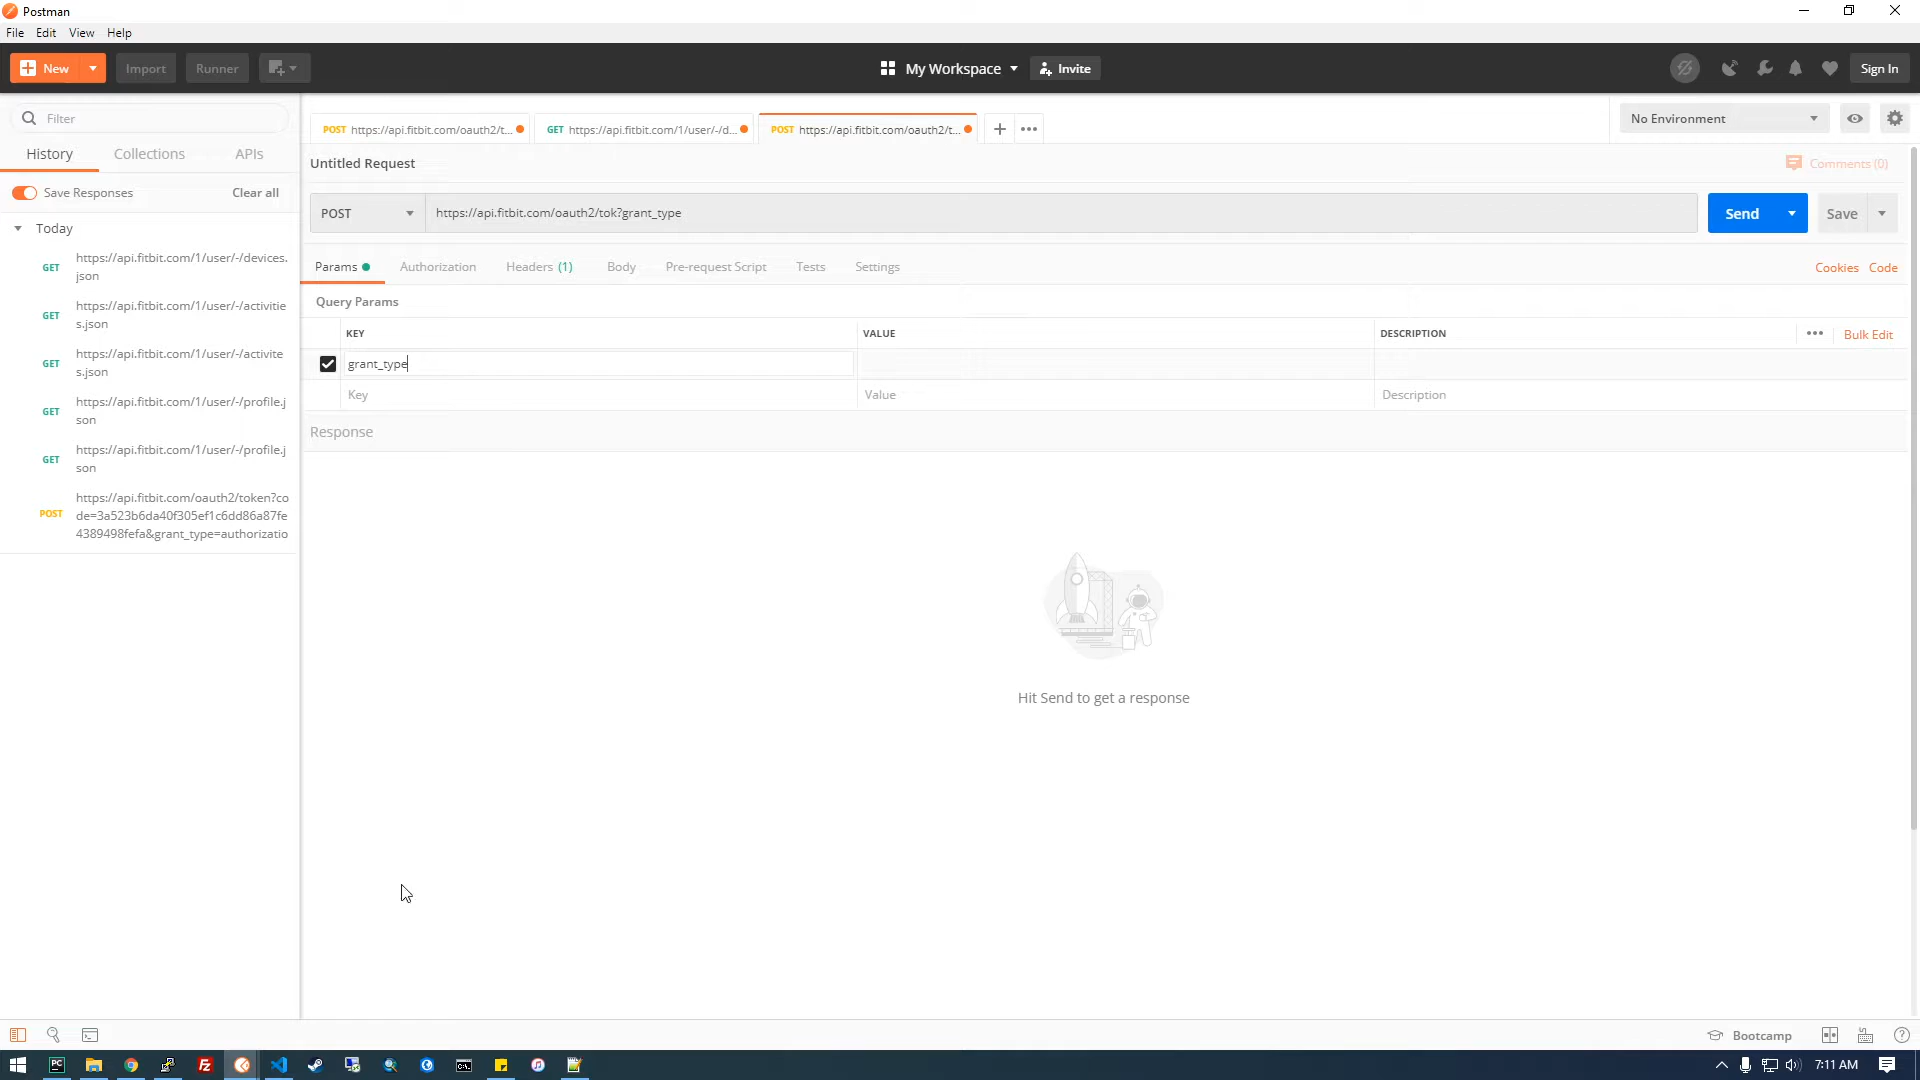 Postman
File Edit View Help
New Import Runner My Workspace Invite Sign In
Filter
History Collections APIs
Save Responses Clear all
Today
GET https://api.fitbit.com/1/user/-/devices.
json
GET https://api.fitbit.com/1/user/-/activitie
s.json
GET https://api.fitbit.com/1/user/-/activite
s.json
GET https://api.fitbit.com/1/user/-/profile.j
son
GET https://api.fitbit.com/1/user/-/profile.j
son
POST https://api.fitbit.com/oauth2/token?co
de=3a523b6da40f305ef1c6dd86a87fe
4389498fefa&grant_type=authorizatio
POST https://api.fitbit.com/oauth2/t... GET https://api.fitbit.com/1/user/-/d... POST https://api.fitbit.com/oauth2/t... No Environment
Untitled Request Comments (0)
POST https://api.fitbit.com/oauth2/tok?grant_type Send Save
Params Authorization Headers (1) Body Pre-request Script Tests Settings Cookies Code
Query Params
KEY VALUE DESCRIPTION Bulk Edit
grant_type
Key Value Description
Response
Hit Send to get a response
Bootcamp
7:11 AM